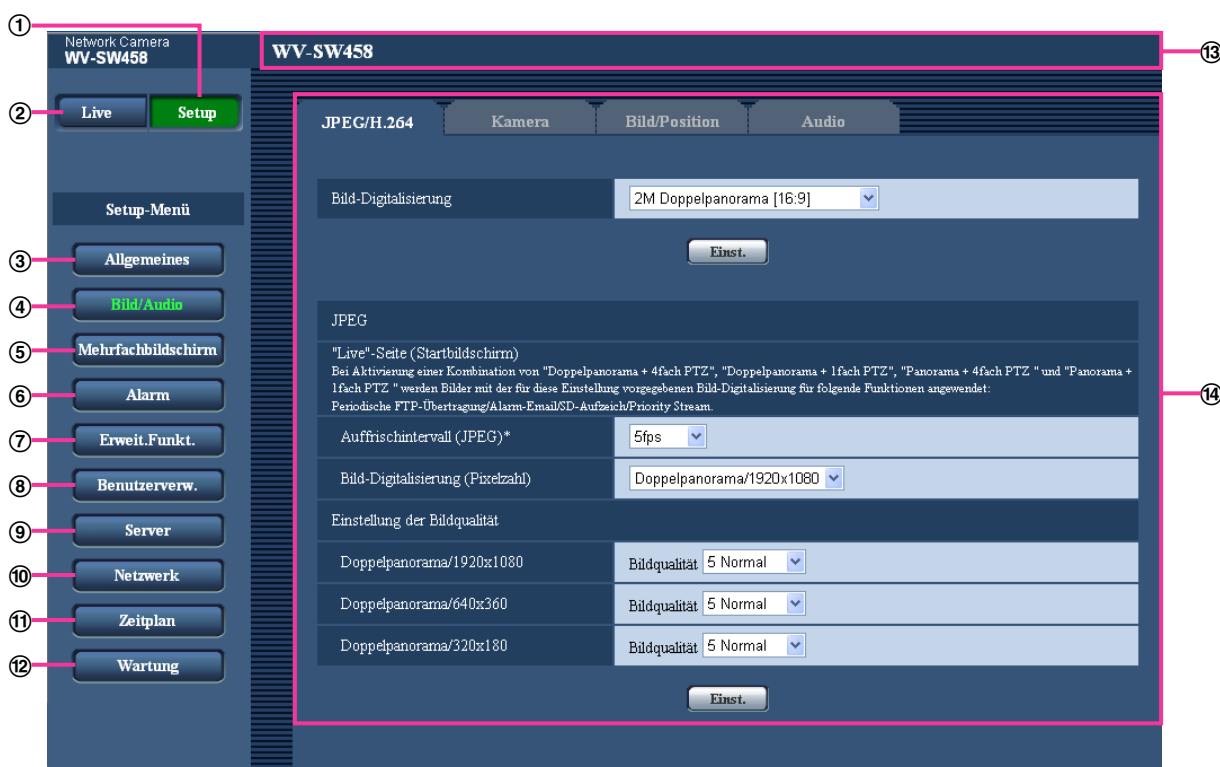 ①
Network Camera
WV-SW458
WV-SW458
⑬
② Live Setup
JPEG/H.264 Kamera Bild/Position Audio
Setup-Menü
③ Allgemeines
④ Bild/Audio
⑤ Mehrfachbildschirm
⑥ Alarm
⑦ Erweit.Funkt.
⑧ Benutzerverw.
⑨ Server
⑩ Netzwerk
⑪ Zeitplan
⑫ Wartung
Bild-Digitalisierung 2M Doppelpanorama [16:9]
Einst.
JPEG
"Live"-Seite (Startbildschirm)
Bei Aktivierung einer Kombination von "Doppelpanorama + 4fach PTZ", "Doppelpanorama + 1fach PTZ", "Panorama + 4fach PTZ " und "Panorama +
1fach PTZ " werden Bilder mit der für diese Einstellung vorgegebenen Bild-Digitalisierung für folgende Funktionen angewendet:
Periodische FTP-Übertragung/Alarm-Email/SD-Aufzeich/Priority Stream.
⑭
Auffrischintervall (JPEG)* 5fps
Bild-Digitalisierung (Pixelzahl) Doppelpanorama/1920x1080
Einstellung der Bildqualität
Doppelpanorama/1920x1080 Bildqualität 5 Normal
Doppelpanorama/640x360 Bildqualität 5 Normal
Doppelpanorama/320x180 Bildqualität 5 Normal
Einst.